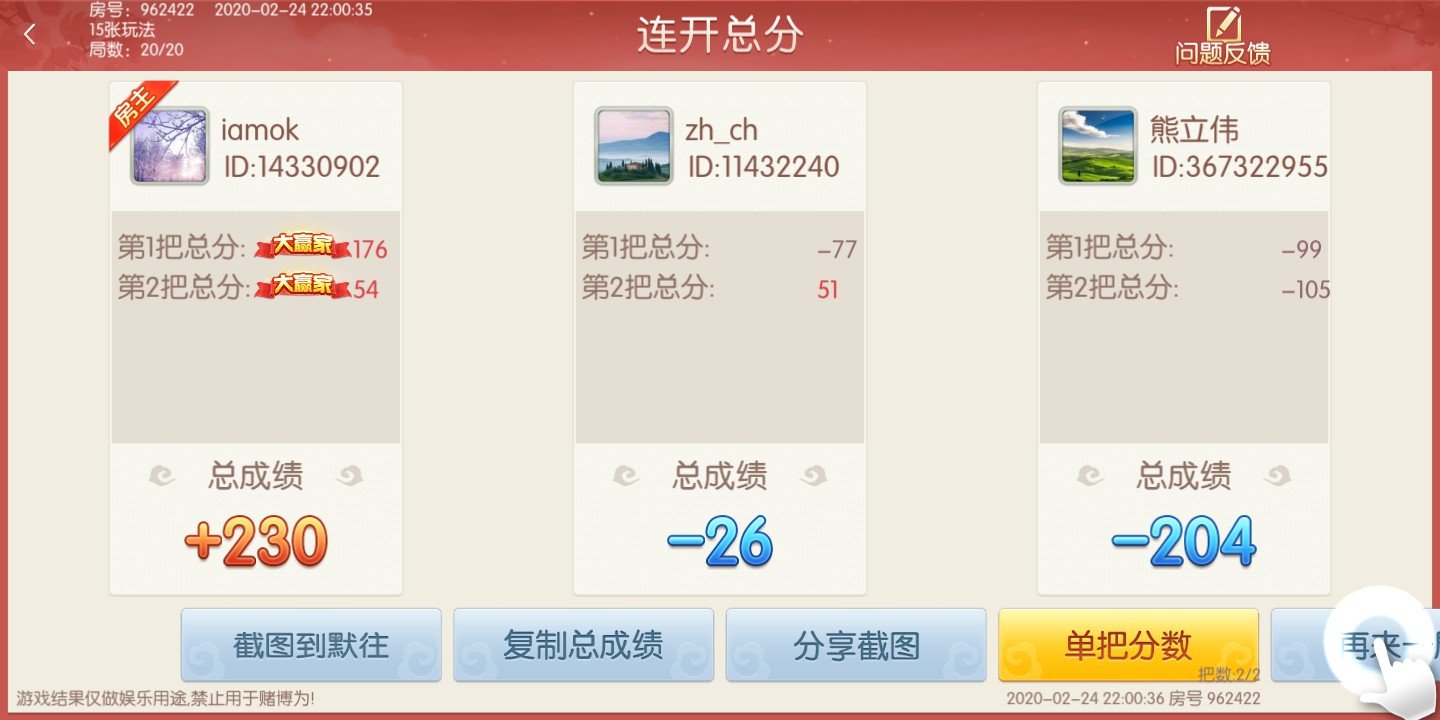 房号：962422 2020-02-24 22:00:35
15张玩法
局数：20/20
连开总分
问题反馈
房主
iamok
ID:14330902
第1把总分: 大赢家 176
第2把总分: 大赢家 54
总成绩
+230
zh_ch
ID:11432240
第1把总分: -77
第2把总分: 51
总成绩
-26
熊立伟
ID:367322955
第1把总分: -99
第2把总分: -105
总成绩
-204
截图到默往
复制总成绩
分享截图
单把分数
把数:2/2
再来一
游戏结果仅做娱乐用途,禁止用于赌博为!
2020-02-24 22:00:36 房号 962422